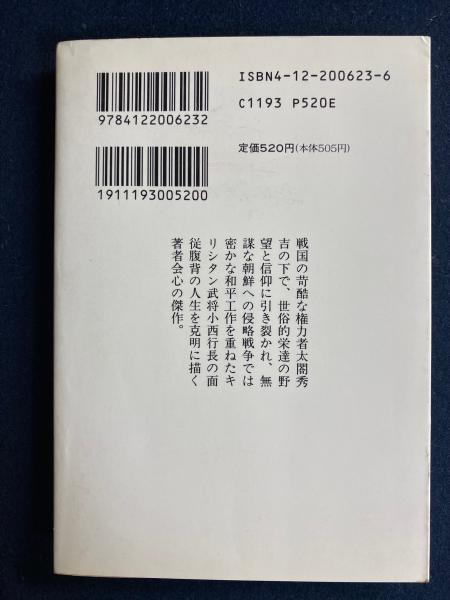 ISBN4-12-200623-6
C1193 P520E
9784122006232
定価520円(本体505円)
1911193005200
戦国の苛酷な権力者太閤秀
吉の下で、世俗的栄達の野
望と信仰に引き裂かれ、無
謀な朝鮮への侵略戦争では
密かな和平工作を重ねたキ
リシタン武将小西行長の面
従腹背の人生を克明に描く
著者会心の傑作。